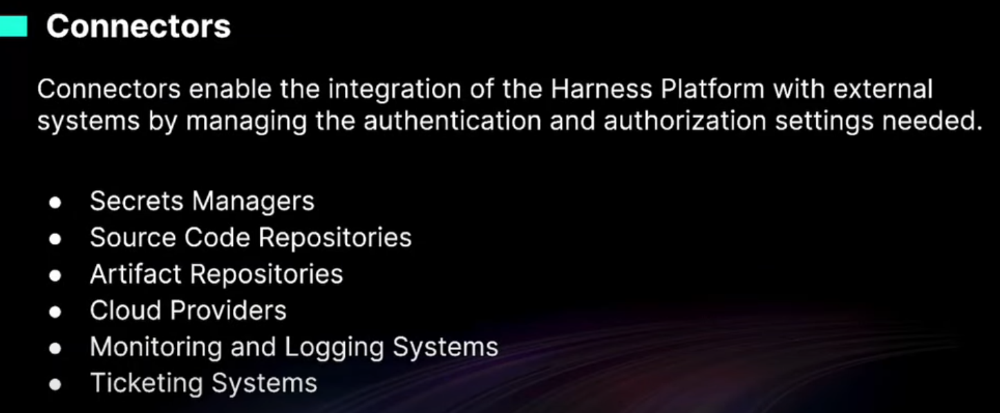 Connectors
Connectors enable the integration of the Harness Platform with external
systems by managing the authentication and authorization settings needed.
● Secrets Managers
● Source Code Repositories
● Artifact Repositories
● Cloud Providers
● Monitoring and Logging Systems
● Ticketing Systems